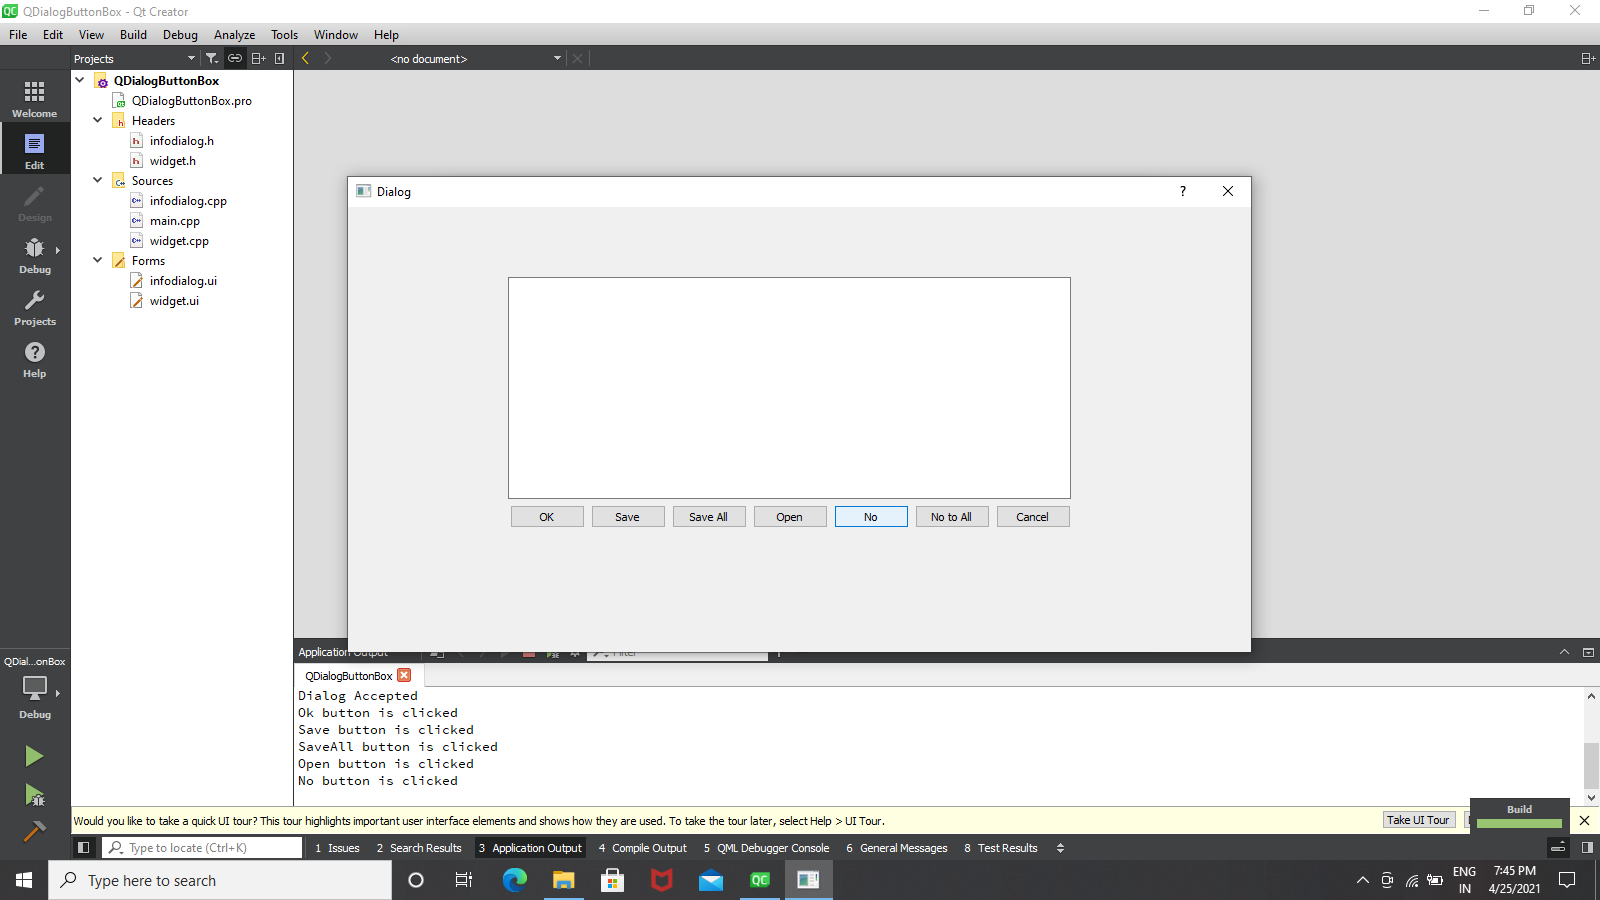 QDialogButtonBox - Qt Creator
File Edit View Build Debug Analyze Tools Window Help
Projects
<no document>
Welcome
Edit
Design
Debug
Projects
Help
QDialogButtonBox
QDialogButtonBox.pro
Headers
infodialog.h
widget.h
Sources
infodialog.cpp
main.cpp
widget.cpp
Forms
infodialog.ui
widget.ui
Dialog
?
OK Save Save All Open No No to All Cancel
QDial...onBox
Debug
Application Output
Filter
QDialogButtonBox
Dialog Accepted
Ok button is clicked
Save button is clicked
SaveAll button is clicked
Open button is clicked
No button is clicked
Would you like to take a quick UI tour? This tour highlights important user interface elements and shows how they are used. To take the tour later, select Help > UI Tour.
Take UI Tour
Build
Type to locate (Ctrl+K)
1 Issues 2 Search Results 3 Application Output 4 Compile Output 5 QML Debugger Console 6 General Messages 8 Test Results
Type here to search
ENG
IN
7:45 PM
4/25/2021